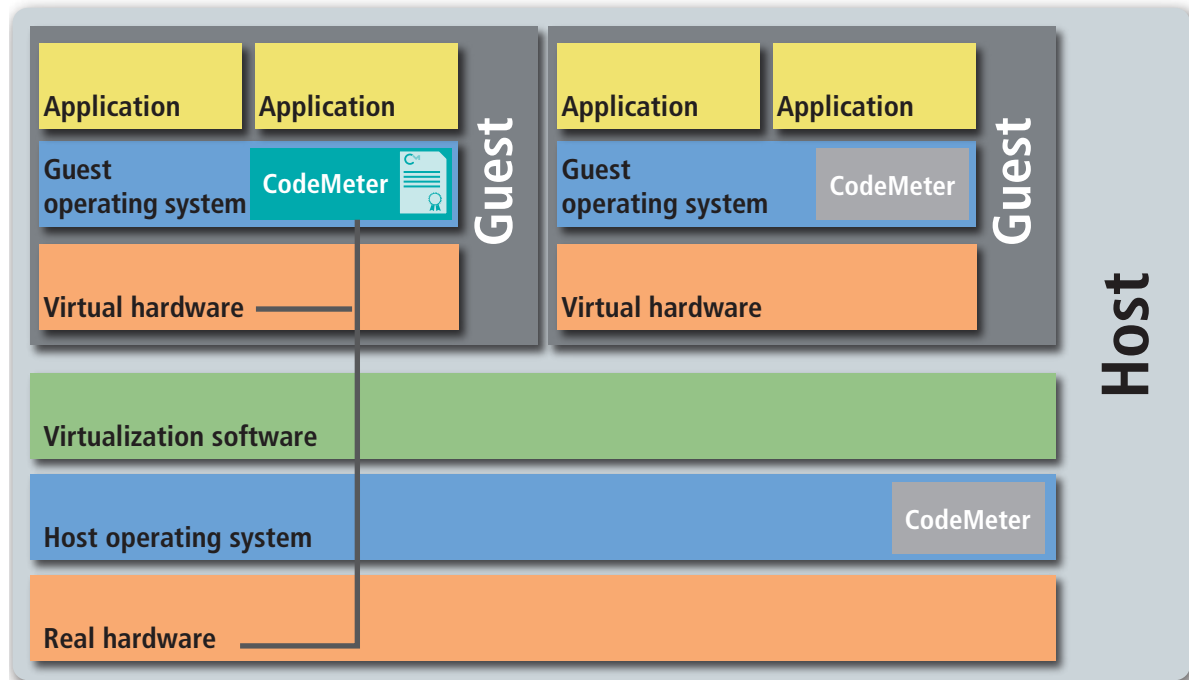 Application
Application
Guest
operating system
CodeMeter
Cm
Virtual hardware
Guest
Application
Application
Guest
operating system
CodeMeter
Virtual hardware
Guest
Host
Virtualization software
Host operating system
CodeMeter
Real hardware